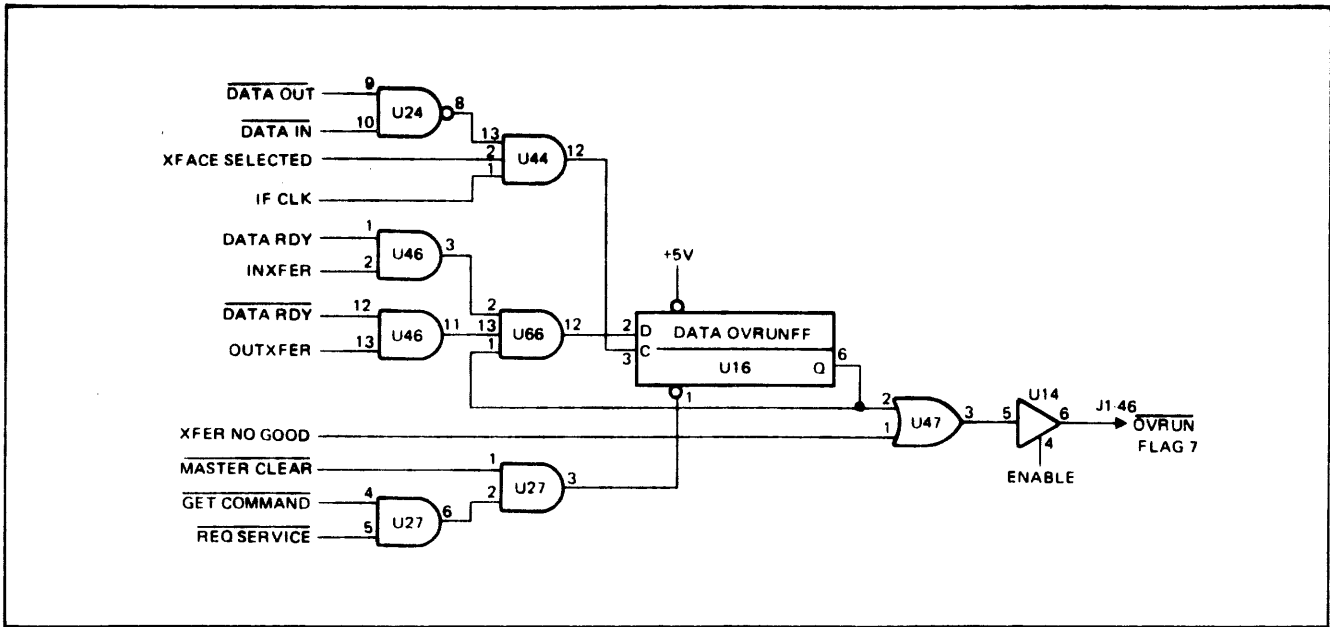 DATA OUT
9
U24
8
DATA IN
10
XFACE SELECTED
13
2
1
U44
12
IF CLK
DATA RDY
1
U46
3
INXFER
2
DATA RDY
12
U46
11
OUTXFER
13
2
13
1
U66
12
+5V
2
D
DATA OVRUNFF
3
C
U16
Q
6
1
XFER NO GOOD
2
1
U47
3
5
U14
6
4
ENABLE
J1-46
OVRUN
FLAG 7
MASTER CLEAR
1
2
U27
3
GET COMMAND
4
U27
6
REQ SERVICE
5